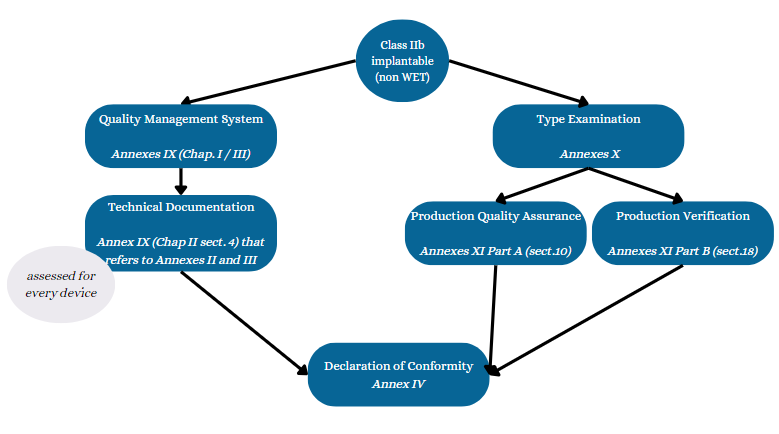 Class IIb
implantable
(non WET)
Quality Management System
Annexes IX (Chap. I / III)
Type Examination
Annexes X
Technical Documentation
Annex IX (Chap II sect. 4) that
refers to Annexes II and III
assessed for
every device
Production Quality Assurance
Annexes XI Part A (sect.10)
Production Verification
Annexes XI Part B (sect.18)
Declaration of Conformity
Annex IV